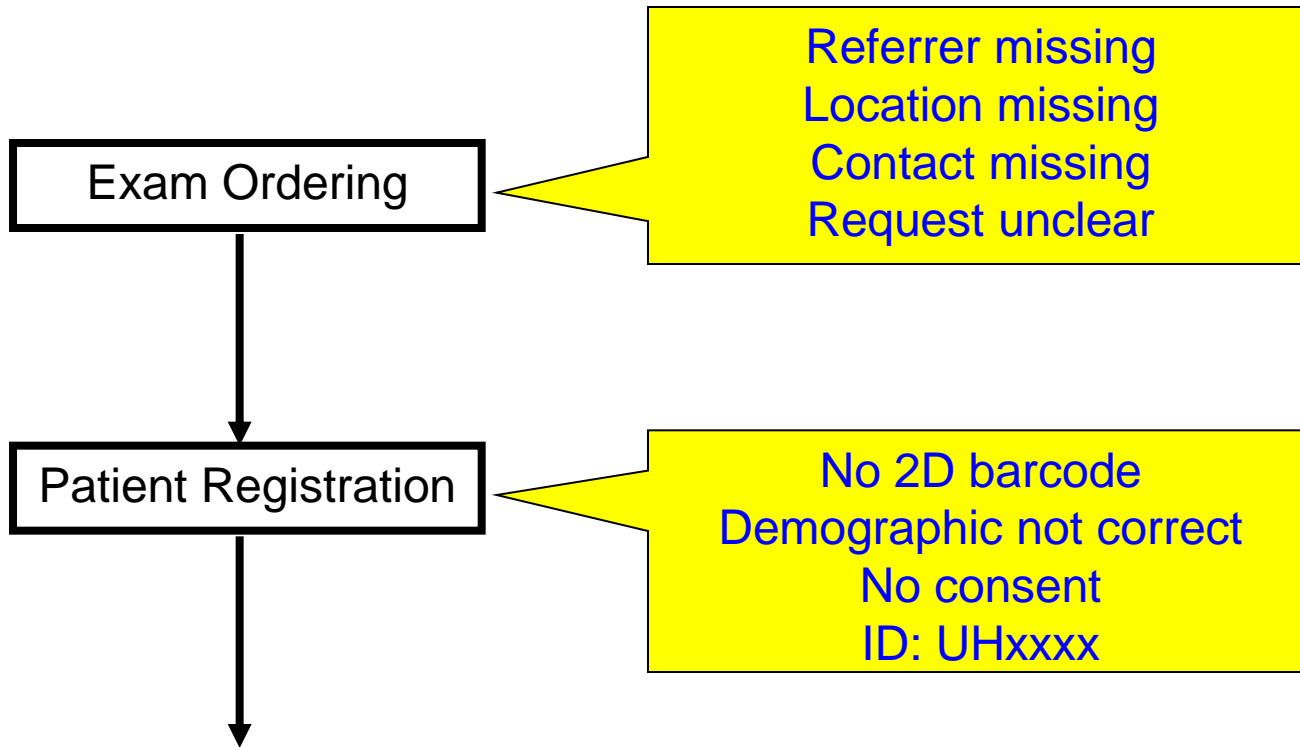 Referrer missing
Location missing
Contact missing
Request unclear
Exam Ordering
No 2D barcode
Demographic not correct
No consent
ID: UHxxxx
Patient Registration